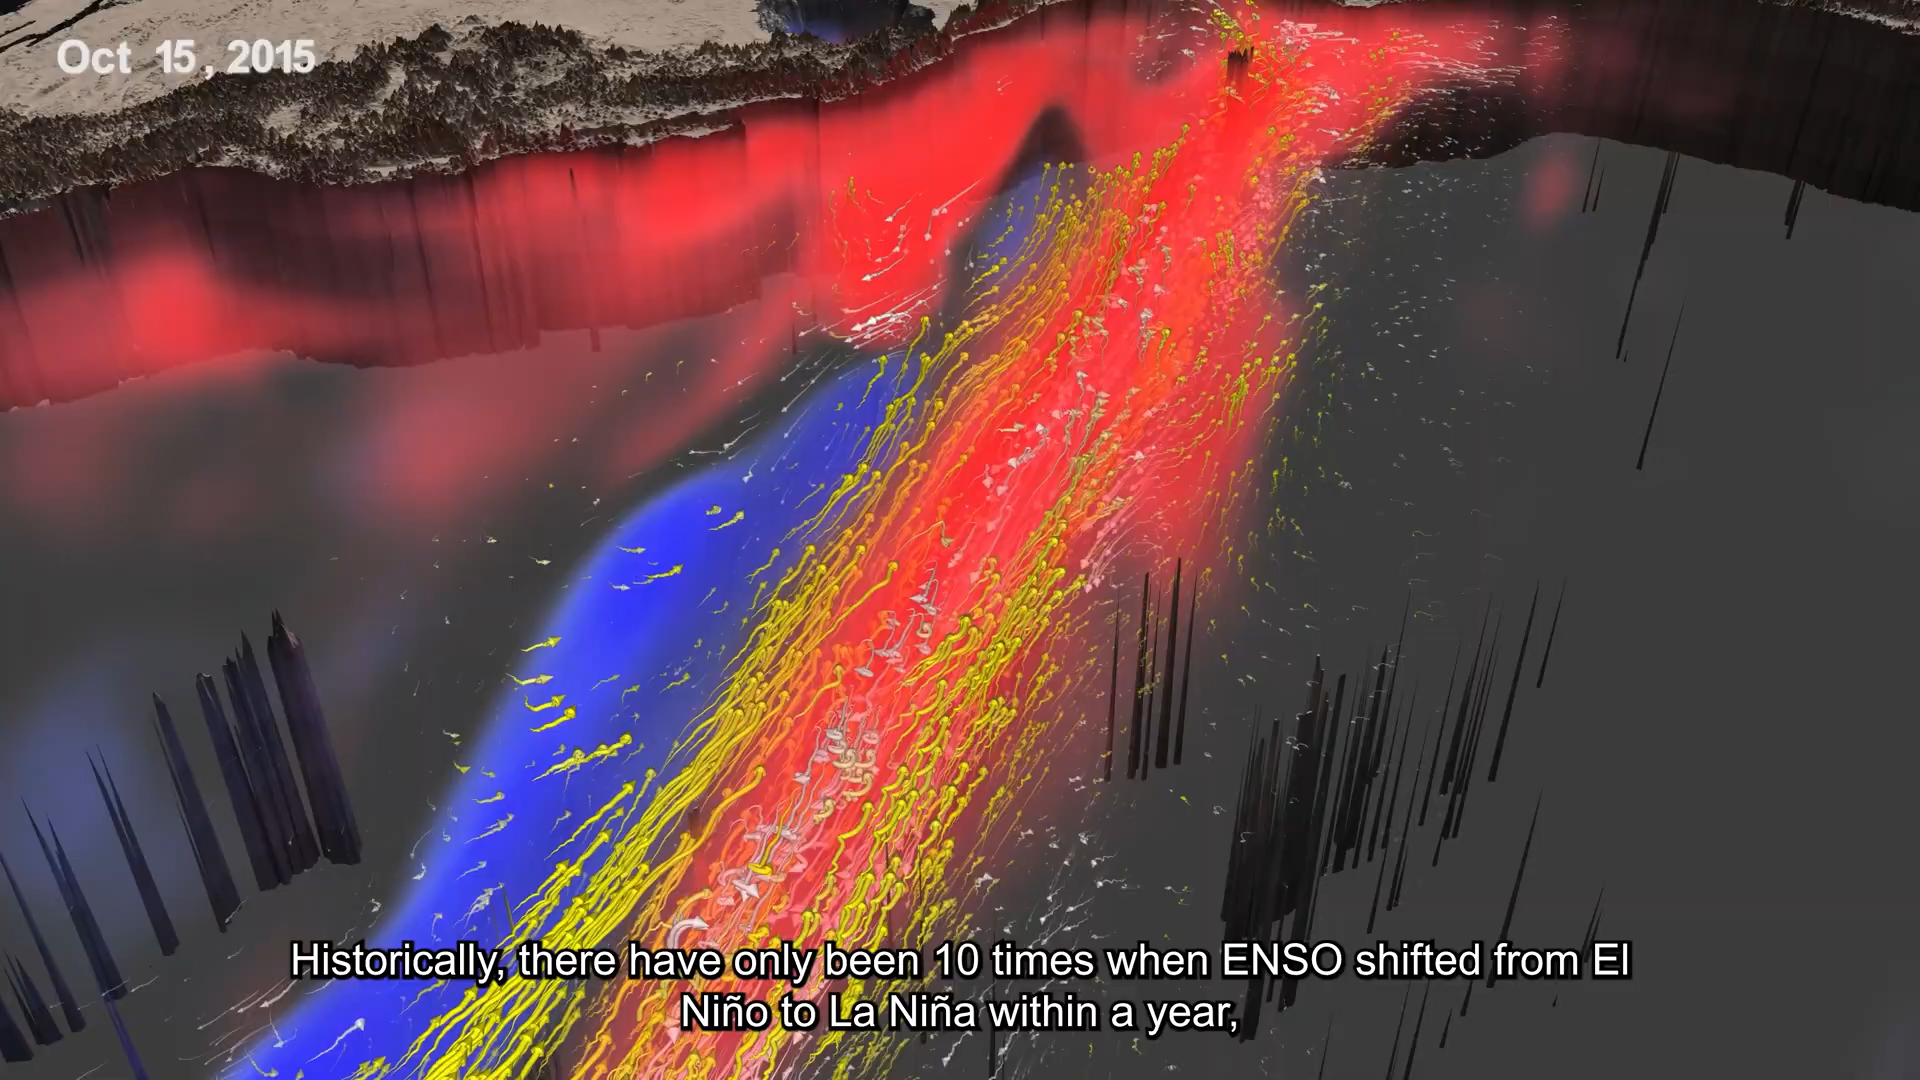 Oct 15, 2015
Historically, there have only been 10 times when ENSO shifted from El
Niño to La Niña within a year,